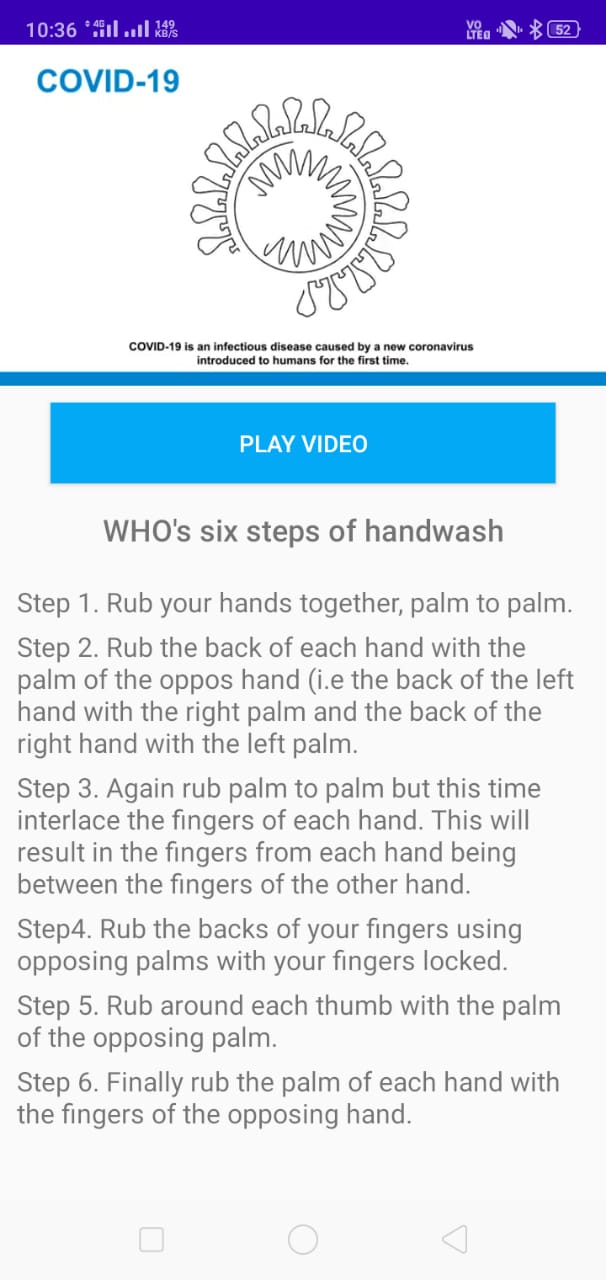 10:36 4G 149 KB/S VO LTE 52
COVID-19
COVID-19 is an infectious disease caused by a new coronavirus
introduced to humans for the first time.
PLAY VIDEO
WHO's six steps of handwash
Step 1. Rub your hands together, palm to palm.
Step 2. Rub the back of each hand with the
palm of the oppos hand (i.e the back of the left
hand with the right palm and the back of the
right hand with the left palm.
Step 3. Again rub palm to palm but this time
interlace the fingers of each hand. This will
result in the fingers from each hand being
between the fingers of the other hand.
Step4. Rub the backs of your fingers using
opposing palms with your fingers locked.
Step 5. Rub around each thumb with the palm
of the opposing palm.
Step 6. Finally rub the palm of each hand with
the fingers of the opposing hand.